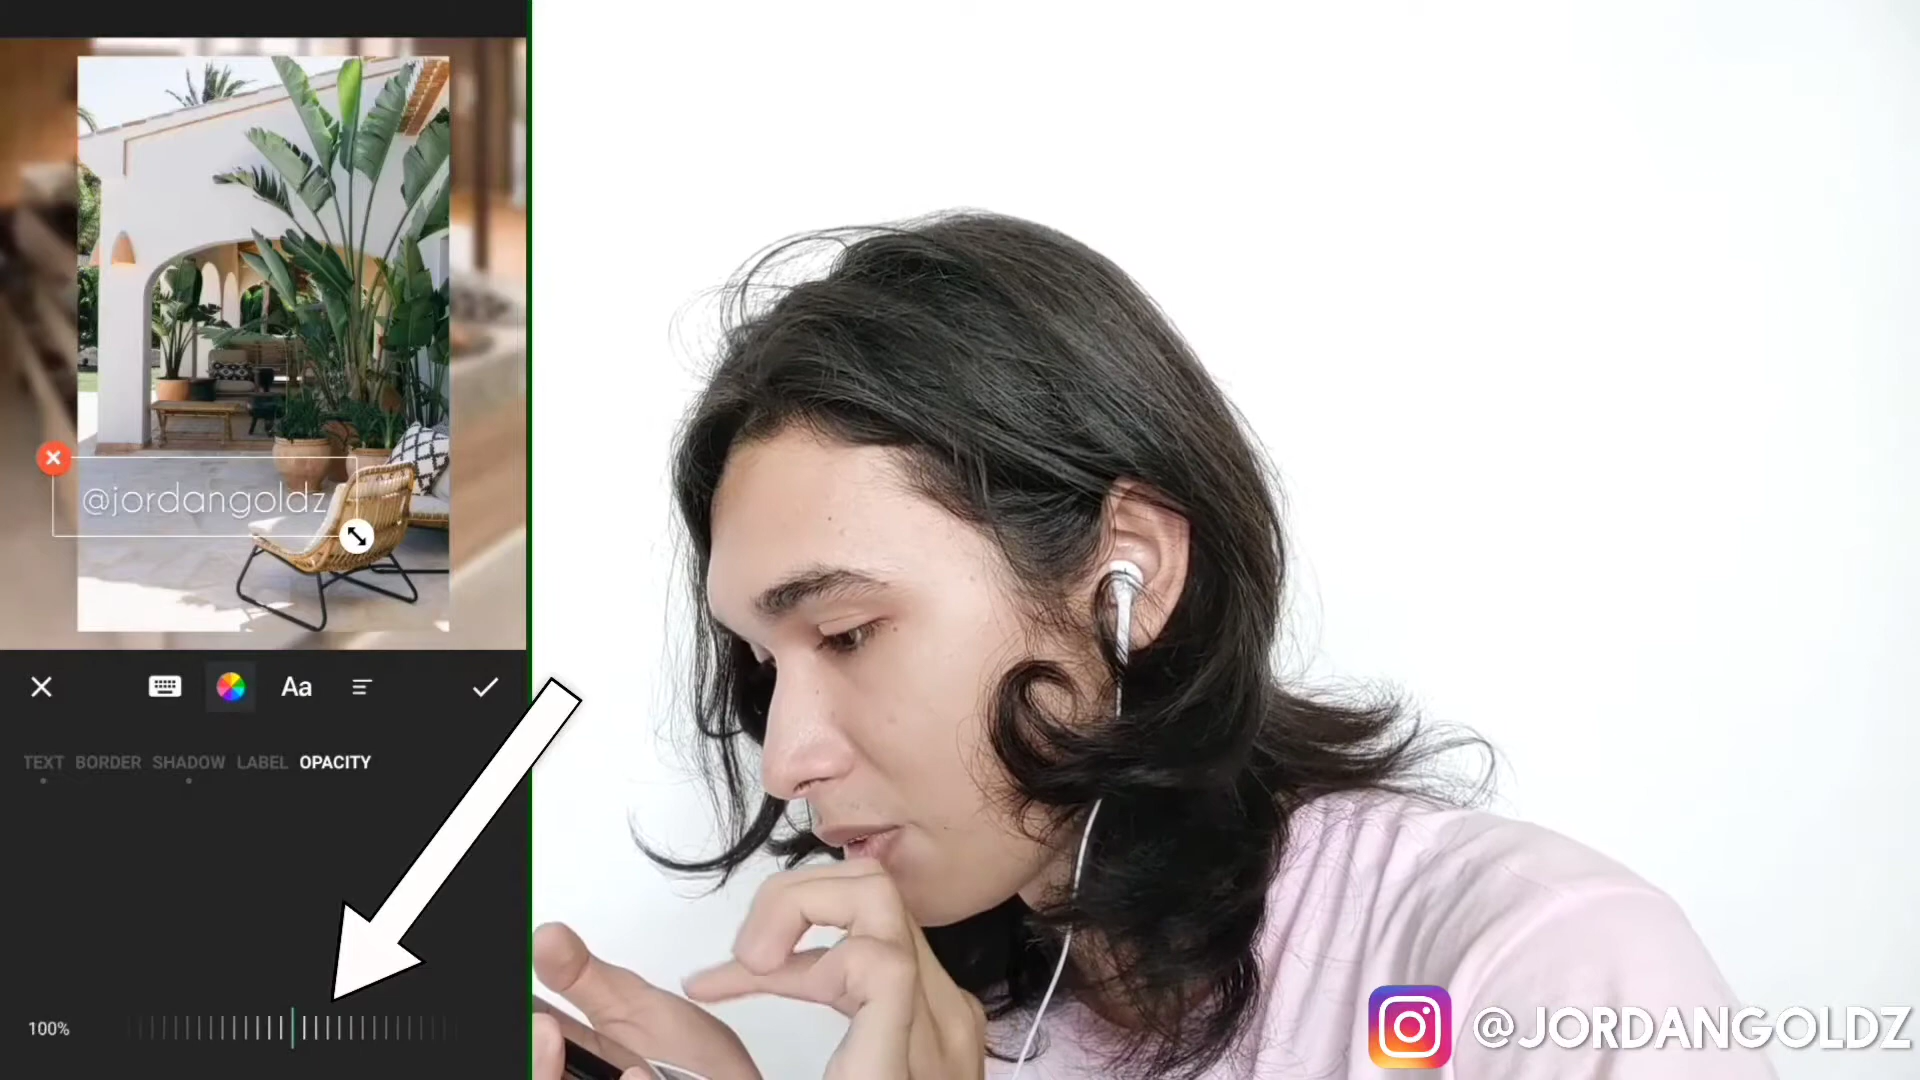 @jordangoldz
Aa
TEXT BORDER SHADOW LABEL OPACITY
100%
@JORDANGOLDZ